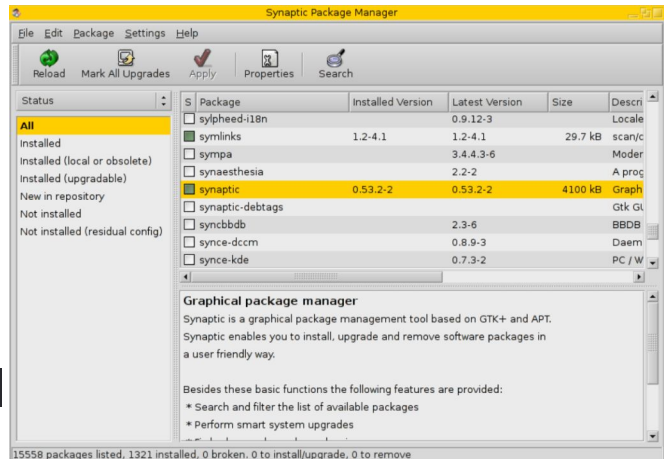 Synaptic Package Manager
File Edit Package Settings Help
Reload Mark All Upgrades Apply Properties Search
Status
All
Installed
Installed (local or obsolete)
Installed (upgradable)
New in repository
Not installed
Not installed (residual config)
S Package Installed Version Latest Version Size Descri
sylpheed-i18n 0.9.12-3 Locale
symlinks 1.2-4.1 1.2-4.1 29.7 kB scan/c
sympa 3.4.4.3-6 Moder
synaesthesia 2.2-2 A prog
synaptic 0.53.2-2 0.53.2-2 4100 kB Graph
synaptic-debtags Gtk GU
syncbbdb 2.3-6 BBDB
synce-dccm 0.8.9-3 Daem
synce-kde 0.7.3-2 PC / W
Graphical package manager
Synaptic is a graphical package management tool based on GTK+ and APT.
Synaptic enables you to install, upgrade and remove software packages in
a user friendly way.
Besides these basic functions the following features are provided:
* Search and filter the list of available packages
* Perform smart system upgrades
15558 packages listed, 1321 installed, 0 broken. 0 to install/upgrade, 0 to remove